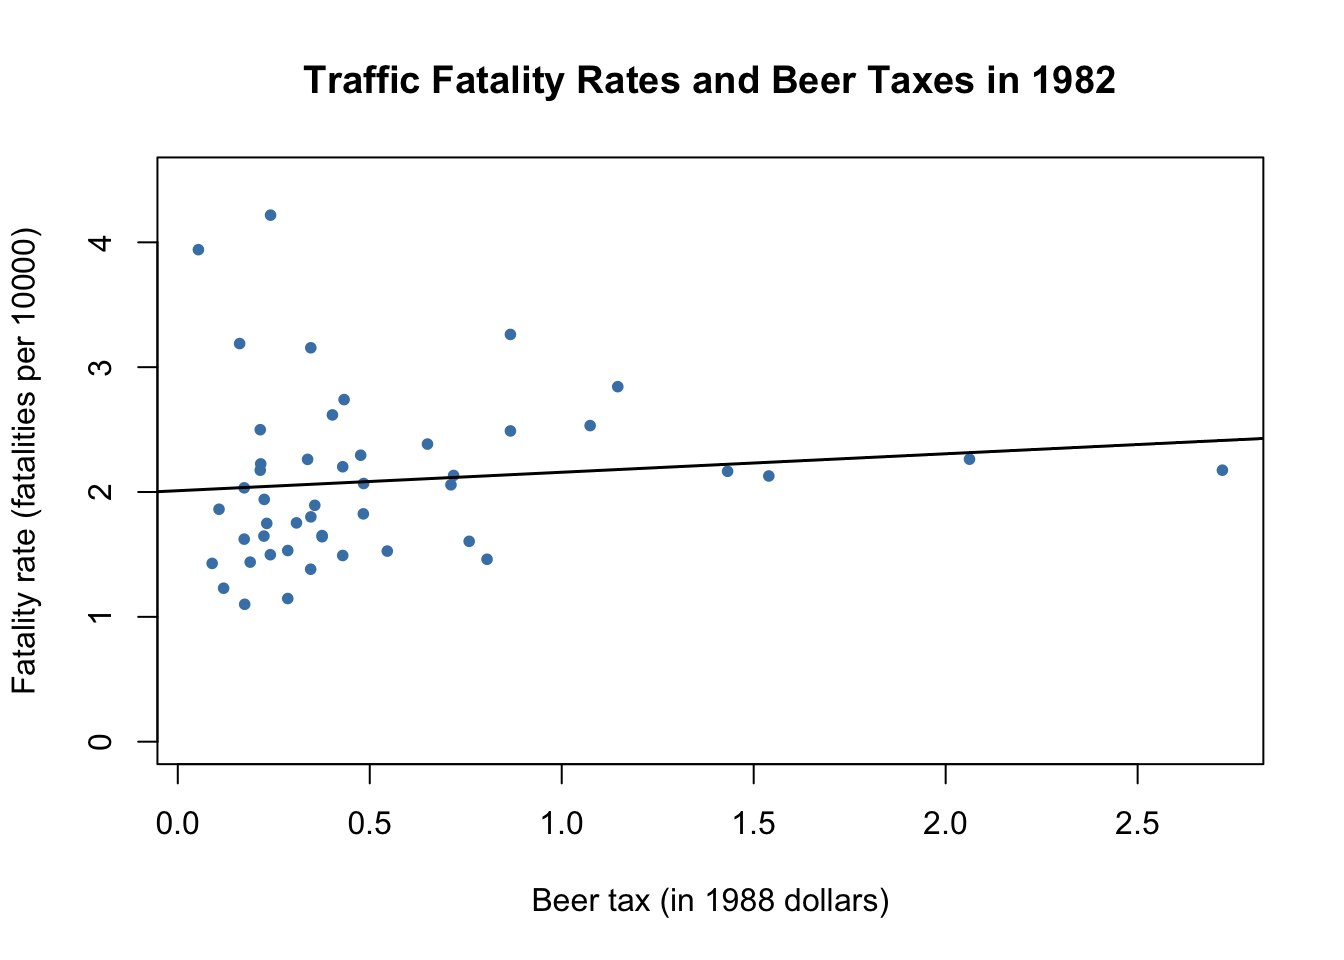 Traffic Fatality Rates and Beer Taxes in 1982
Fatality rate (fatalities per 10000)
4
3
2
1
0
0.0 0.5 1.0 1.5 2.0 2.5
Beer tax (in 1988 dollars)